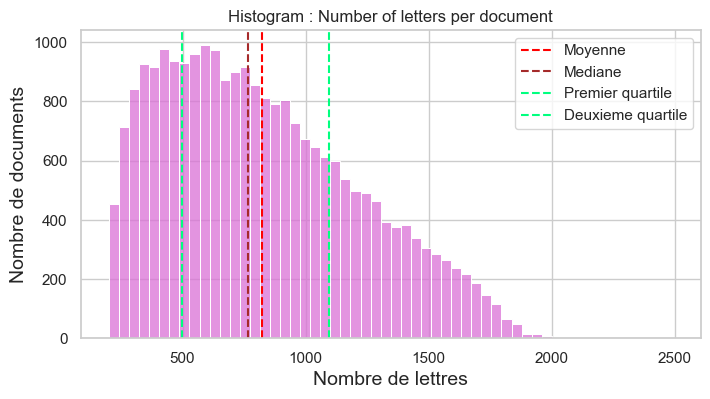 Histogram : Number of letters per document
Moyenne
Mediane
Premier quartile
Deuxieme quartile
Nombre de documents
1000
800
600
400
200
0
500
1000
1500
2000
2500
Nombre de lettres